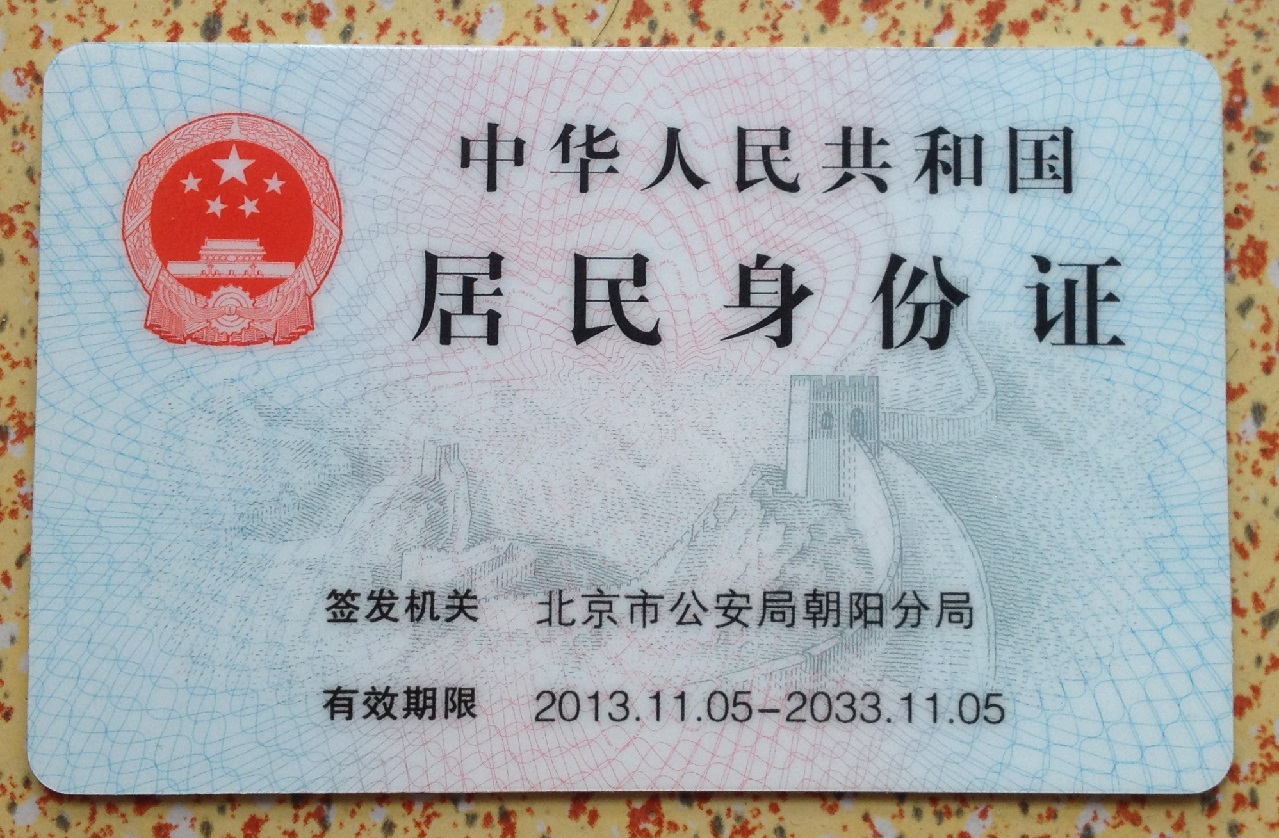 中华人民共和国
居民身份证
签发机关 北京市公安局朝阳分局
有效期限 2013.11.05-2033.11.05